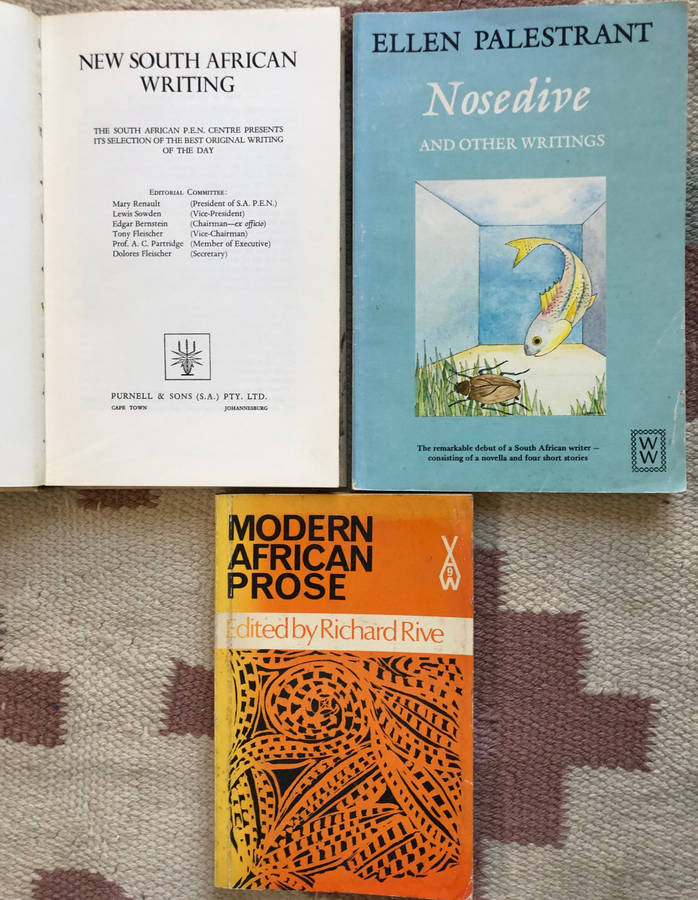 NEW SOUTH AFRICAN
WRITING
THE SOUTH AFRICAN P.E.N. CENTRE PRESENTS
ITS SELECTION OF THE BEST ORIGINAL WRITING
OF THE DAY
EDITORIAL COMMITTEE:
Mary Renault (President of S.A. P.E.N.)
Lewis Sowden (Vice-President)
Edgar Bernstein (Chairman—ex officio)
Tony Fleischer (Vice-Chairman)
Prof. A. C. Partridge (Member of Executive)
Dolores Fleischer (Secretary)
PURNELL & SONS (S.A.) PTY. LTD.
CAPE TOWN JOHANNESBURG
ELLEN PALESTRANT
Nosedive
AND OTHER WRITINGS
The remarkable debut of a South African writer –
consisting of a novella and four short stories
W W
W W
MODERN
AFRICAN
PROSE
Edited by Richard Rive
AWS
9